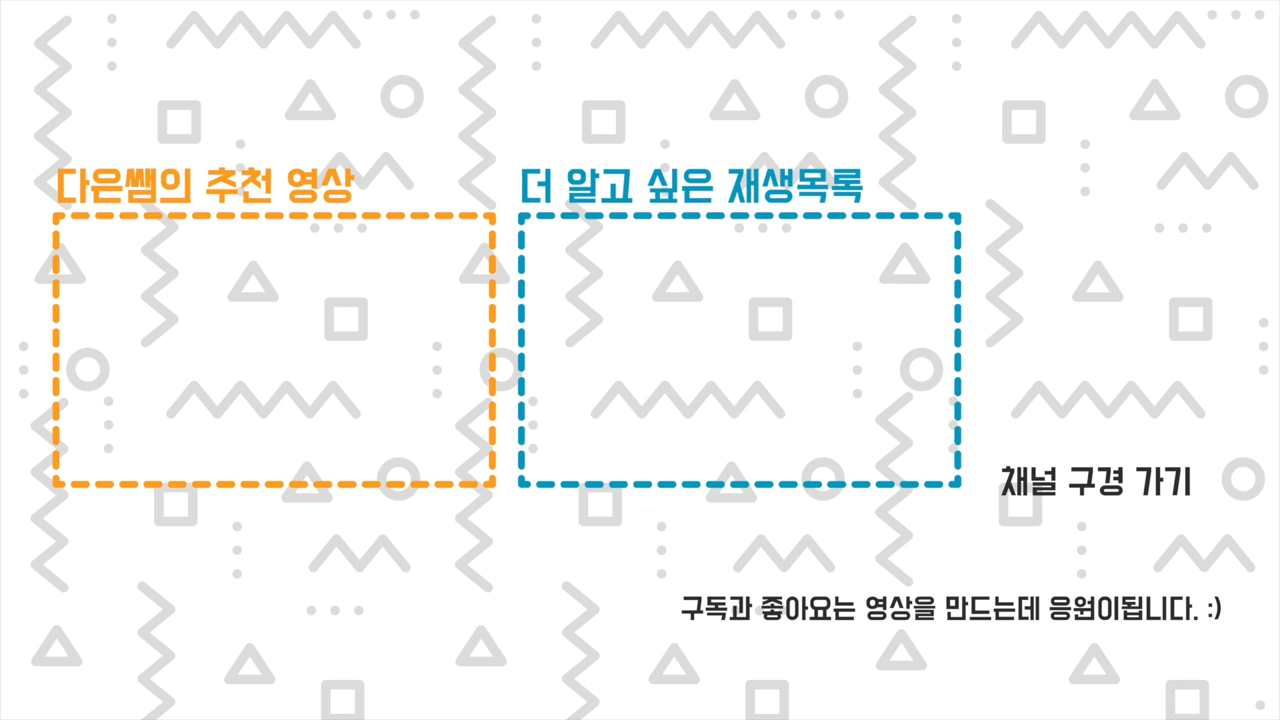 다은쌤의 추천 영상
더 알고 싶은 재생목록
채널 구경 가기
구독과 좋아요는 영상을 만드는데 응원이됩니다. :)